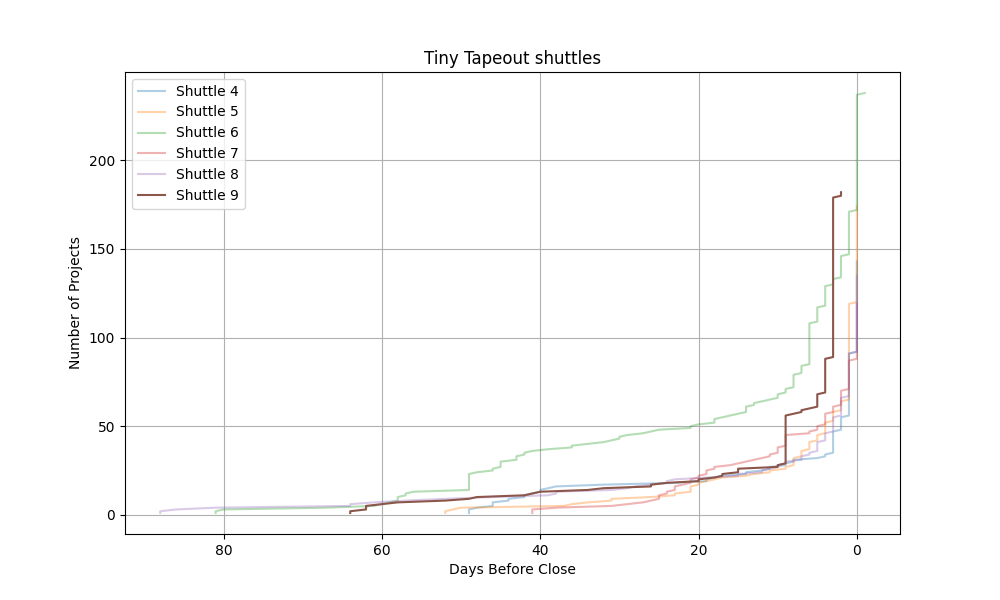 Tiny Tapeout shuttles
Shuttle 4
Shuttle 5
Shuttle 6
Shuttle 7
Shuttle 8
Shuttle 9
Number of Projects
200
150
100
50
0
80 60 40 20 0
Days Before Close